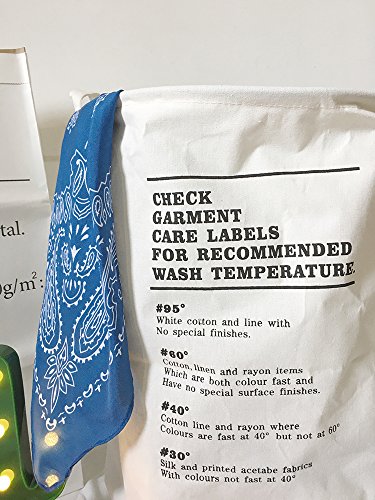 CHECK
GARMENT
CARE LABELS
FOR RECOMMENDED
WASH TEMPERATURE.
#95°
White cotton and line with
No special finishes.
#60°
Cotton, linen and rayon items
Which are both colour fast and
Have no special surface finishes.
#40°
Cotton line and rayon where
Colours are fast at 40° but not at 60°
#30°
Silk and printed acetabe fabrics
With colours not fast at 40°
tal.
0g/m²: